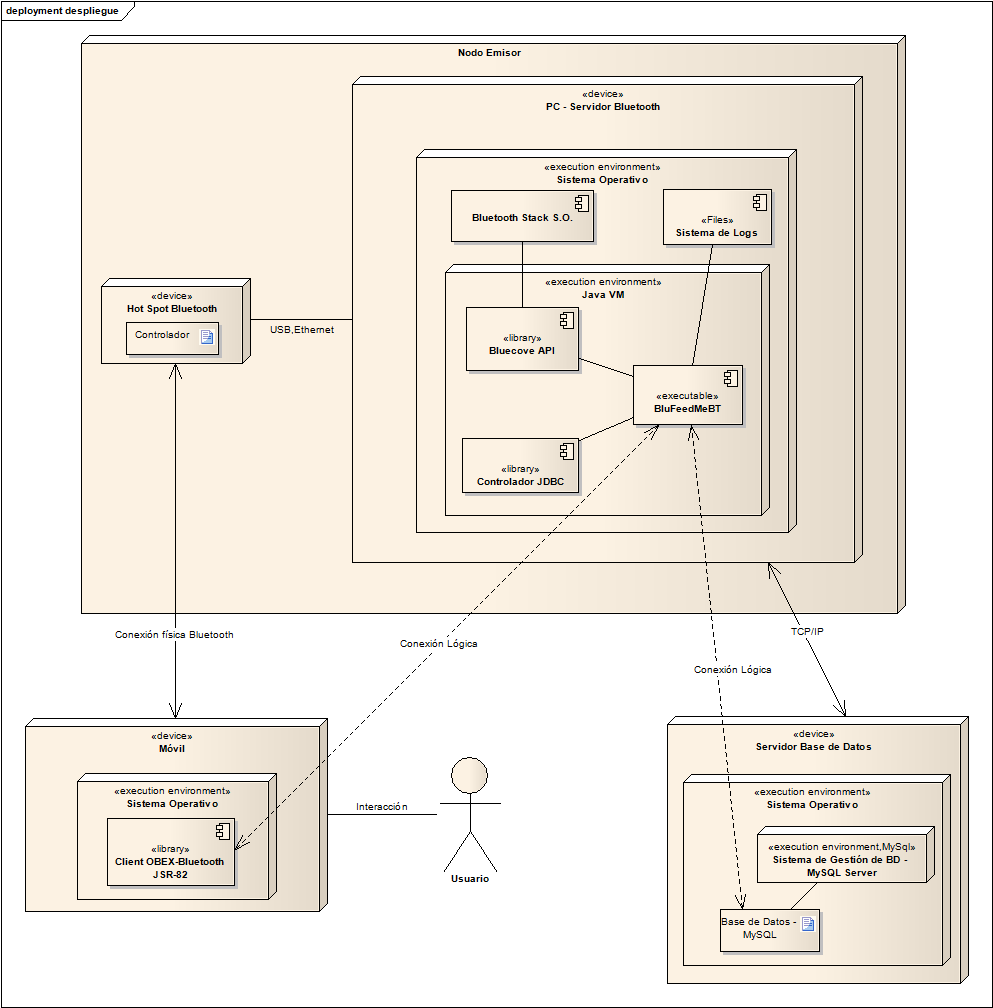 deployment despliegue
Nodo Emisor
«device»
PC - Servidor Bluetooth
«execution environment»
Sistema Operativo
Bluetooth Stack S.O.
«Files»
Sistema de Logs
«execution environment»
Java VM
«device»
Hot Spot Bluetooth
Controlador
USB,Ethernet
«library»
Bluecove API
«executable»
BluFeedMeBT
«library»
Controlador JDBC
Conexión física Bluetooth
Conexión Lógica
TCP/IP
Conexión Lógica
«device»
Móvil
«execution environment»
Sistema Operativo
«library»
Client OBEX-Bluetooth
JSR-82
Interacción
Usuario
«device»
Servidor Base de Datos
«execution environment»
Sistema Operativo
«execution environment,MySql»
Sistema de Gestión de BD -
MySQL Server
Base de Datos -
MySQL